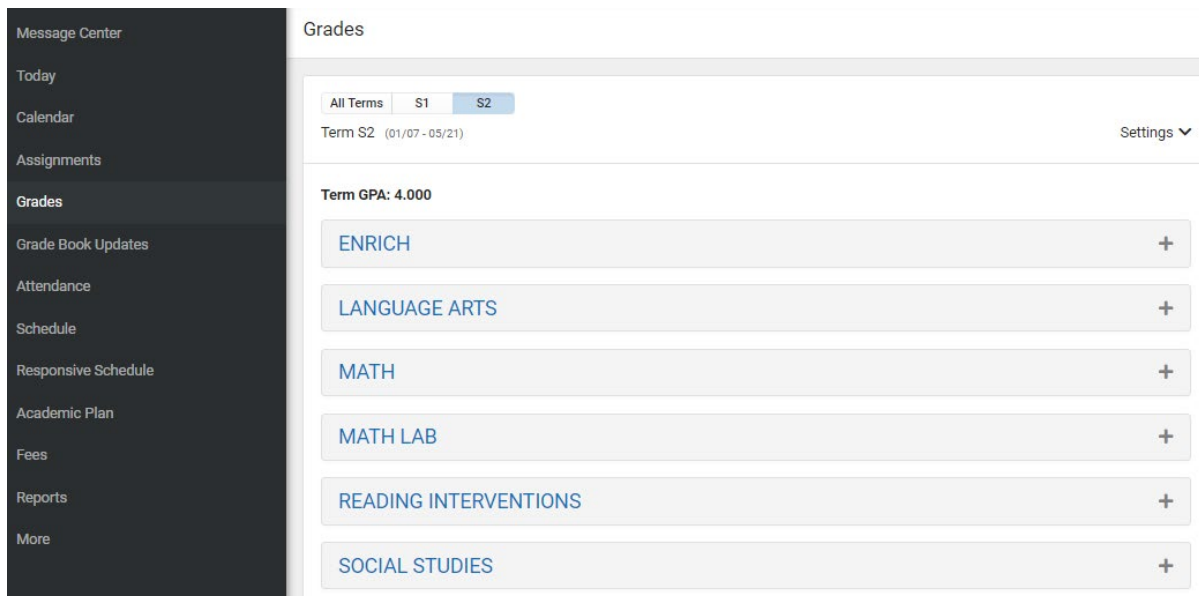 Message Center
Today
Calendar
Assignments
Grades
Grade Book Updates
Attendance
Schedule
Responsive Schedule
Academic Plan
Fees
Reports
More
Grades
All Terms S1 S2
Term S2 (01/07 - 05/21)
Settings
Term GPA: 4.000
ENRICH
LANGUAGE ARTS
MATH
MATH LAB
READING INTERVENTIONS
SOCIAL STUDIES